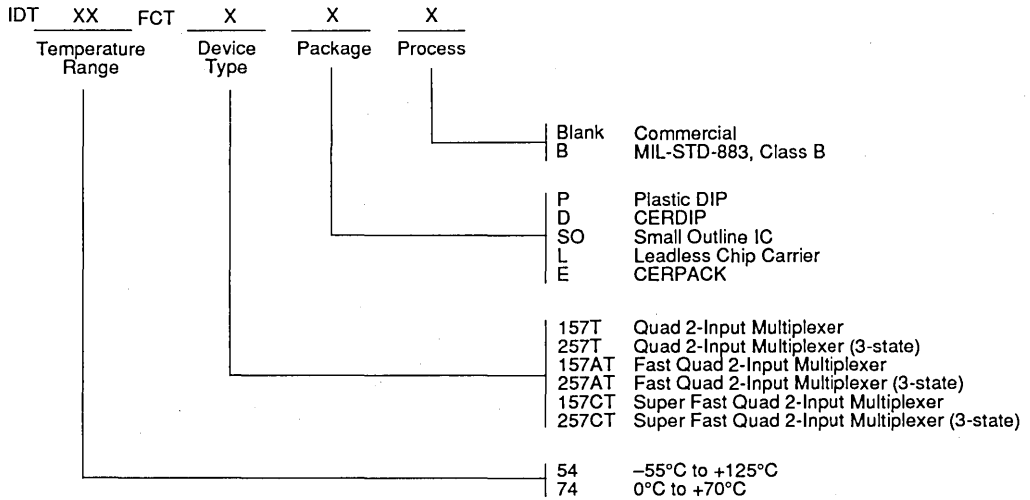 IDT XX FCT X X X
Temperature Range Device Type Package Process
Blank Commercial
B MIL-STD-883, Class B
P Plastic DIP
D CERDIP
SO Small Outline IC
L Leadless Chip Carrier
E CERPACK
157T Quad 2-Input Multiplexer
257T Quad 2-Input Multiplexer (3-state)
157AT Fast Quad 2-Input Multiplexer
257AT Fast Quad 2-Input Multiplexer (3-state)
157CT Super Fast Quad 2-Input Multiplexer
257CT Super Fast Quad 2-Input Multiplexer (3-state)
54 –55°C to +125°C
74 0°C to +70°C